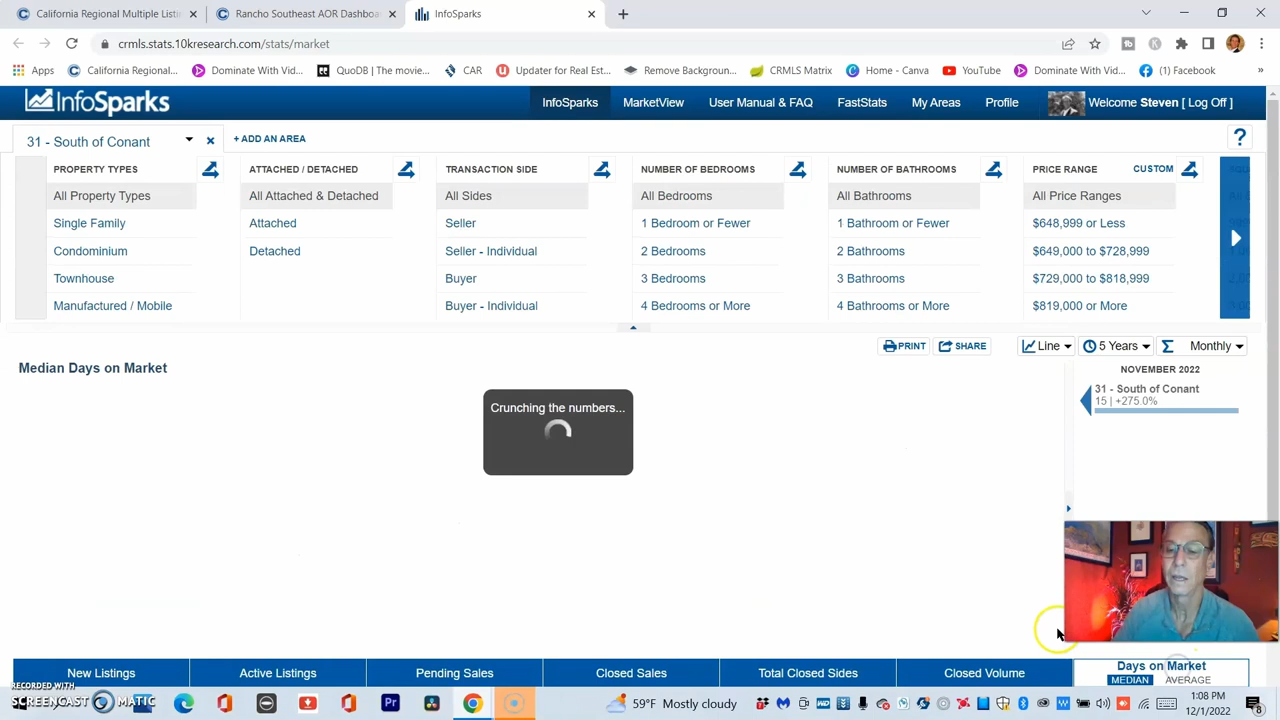 California Regional Multiple Listi
Rancho Southeast AOR Dashboa
InfoSparks
crmls.stats.10kresearch.com/stats/market
Apps
California Regional...
Dominate With Vid...
QuoDB | The movie...
CAR
Updater for Real Est...
Remove Backgroun...
CRMLS Matrix
Home - Canva
YouTube
Dominate With Vid...
(1) Facebook
InfoSparks
InfoSparks
MarketView
User Manual & FAQ
FastStats
My Areas
Profile
Welcome Steven [ Log Off ]
31 - South of Conant
+ ADD AN AREA
?
PROPERTY TYPES
All Property Types
Single Family
Condominium
Townhouse
Manufactured / Mobile
ATTACHED / DETACHED
All Attached & Detached
Attached
Detached
TRANSACTION SIDE
All Sides
Seller
Seller - Individual
Buyer
Buyer - Individual
NUMBER OF BEDROOMS
All Bedrooms
1 Bedroom or Fewer
2 Bedrooms
3 Bedrooms
4 Bedrooms or More
NUMBER OF BATHROOMS
All Bathrooms
1 Bathroom or Fewer
2 Bathrooms
3 Bathrooms
4 Bathrooms or More
PRICE RANGE CUSTOM
All Price Ranges
$648,999 or Less
$649,000 to $728,999
$729,000 to $818,999
$819,000 or More
PRINT
SHARE
Line
5 Years
Monthly
Median Days on Market
NOVEMBER 2022
31 - South of Conant
15 | +275.0%
Crunching the numbers...
New Listings
Active Listings
Pending Sales
Closed Sales
Total Closed Sides
Closed Volume
Days on Market
MEDIAN
AVERAGE
RECORDED WITH
SCREENCAST MATIC
59°F Mostly cloudy
1:08 PM
12/1/2022
8